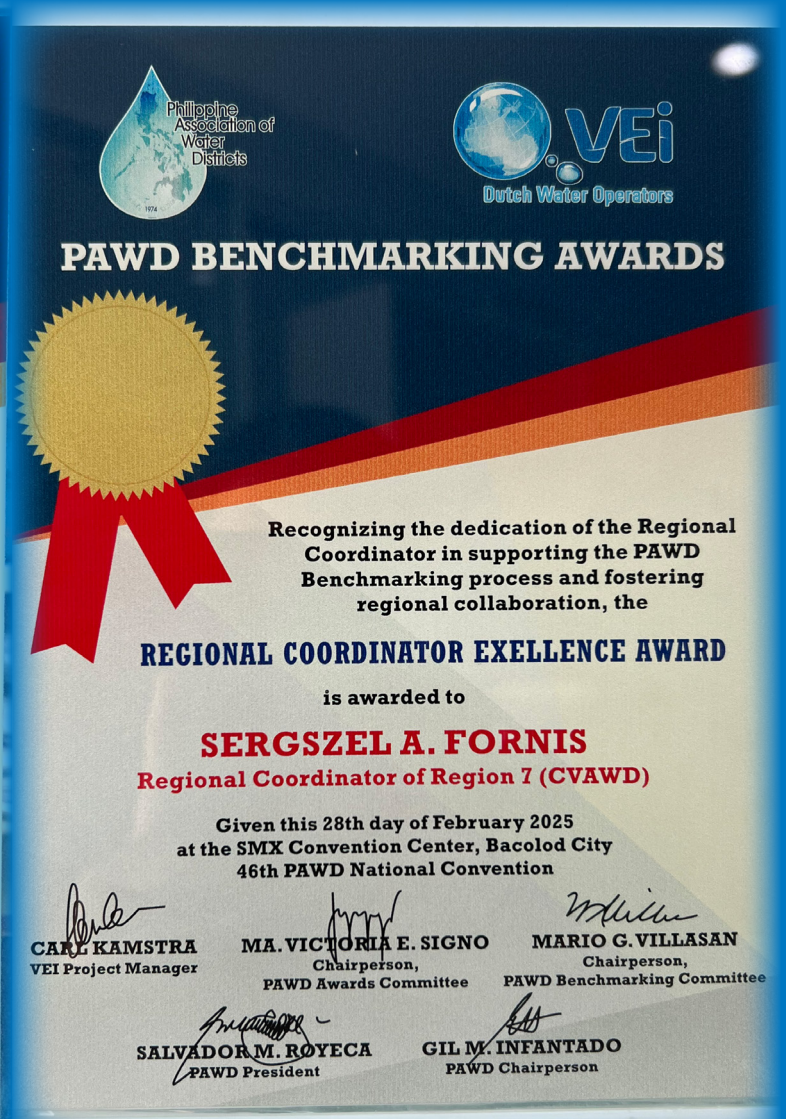 Philippine
Association of
Water
Districts
1974
VEi
Dutch Water Operators
PAWD BENCHMARKING AWARDS
Recognizing the dedication of the Regional
Coordinator in supporting the PAWD
Benchmarking process and fostering
regional collaboration, the
REGIONAL COORDINATOR EXELLENCE AWARD
is awarded to
SERGSZEL A. FORNIS
Regional Coordinator of Region 7 (CVAWD)
Given this 28th day of February 2025
at the SMX Convention Center, Bacolod City
46th PAWD National Convention
CARL KAMSTRA
VEI Project Manager
MA. VICTORIA E. SIGNO
Chairperson,
PAWD Awards Committee
MARIO G. VILLASAN
Chairperson,
PAWD Benchmarking Committee
SALVADOR M. ROYECA
PAWD President
GIL M. INFANTADO
PAWD Chairperson